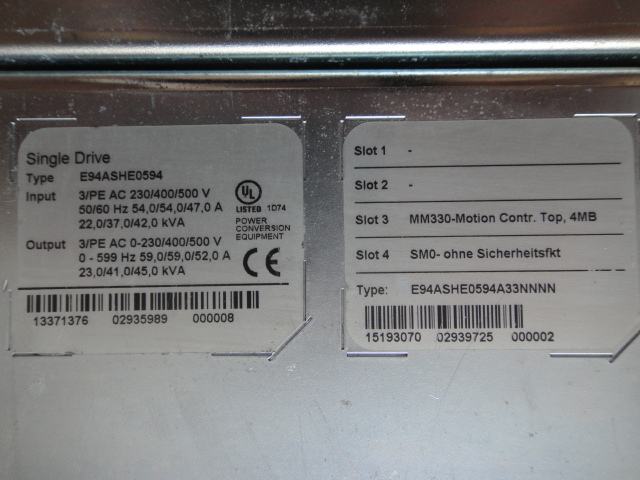 Single Drive
Type E94ASHE0594
Input 3/PE AC 230/400/500 V
50/60 Hz 54,0/54,0/47,0 A
22,0/37,0/42,0 kVA
Output 3/PE AC 0-230/400/500 V
0 - 599 Hz 59,0/59,0/52,0 A
23,0/41,0/45,0 kVA
UL
LISTED 1D74
POWER
CONVERSION
EQUIPMENT
CE
13371376 02935989 000008
Slot 1 -
Slot 2 -
Slot 3 MM330-Motion Contr. Top, 4MB
Slot 4 SM0- ohne Sicherheitsfkt
Type: E94ASHE0594A33NNNN
15193070 02939725 000002